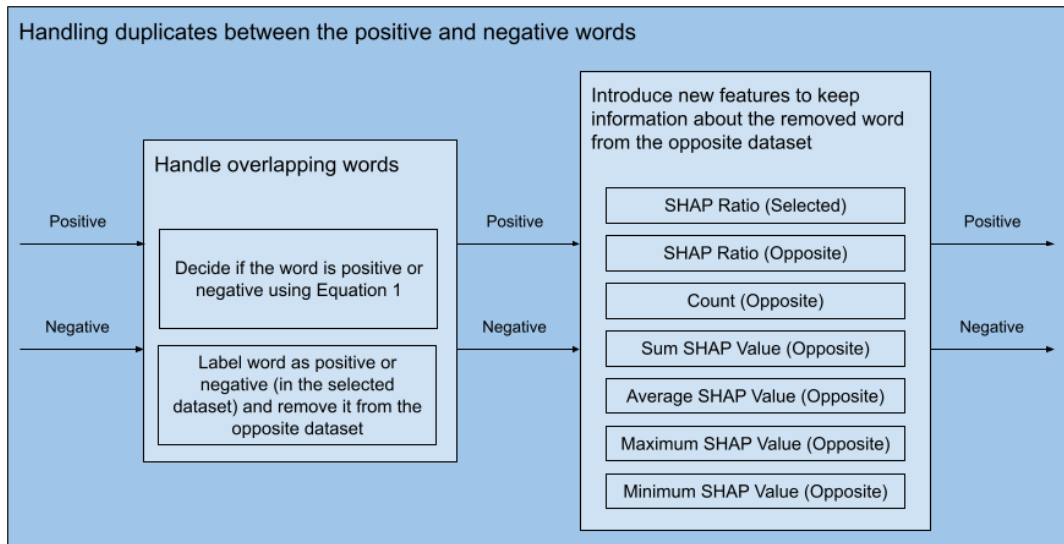 Handling duplicates between the positive and negative words
Handle overlapping words
Positive
Negative
Decide if the word is positive or
negative using Equation 1
Label word as positive or
negative (in the selected
dataset) and remove it from the
opposite dataset
Positive
Negative
Introduce new features to keep
information about the removed word
from the opposite dataset
SHAP Ratio (Selected)
SHAP Ratio (Opposite)
Count (Opposite)
Sum SHAP Value (Opposite)
Average SHAP Value (Opposite)
Maximum SHAP Value (Opposite)
Minimum SHAP Value (Opposite)
Positive
Negative